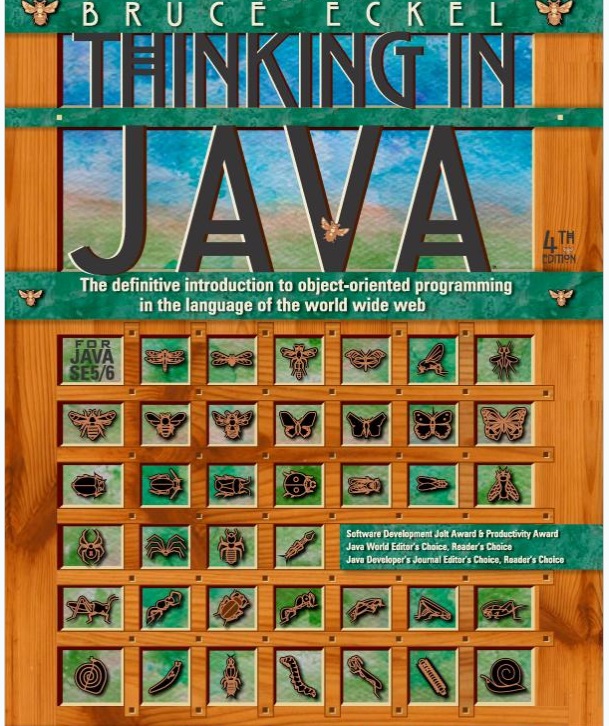 BRUCE ECKEL
THINKING IN
JAVA
4TH
EDITION
The definitive introduction to object-oriented programming
in the language of the world wide web
FOR
JAVA
SE5/6
Software Development Jolt Award & Productivity Award
Java World Editor's Choice, Reader's Choice
Java Developer's Journal Editor's Choice, Reader's Choice